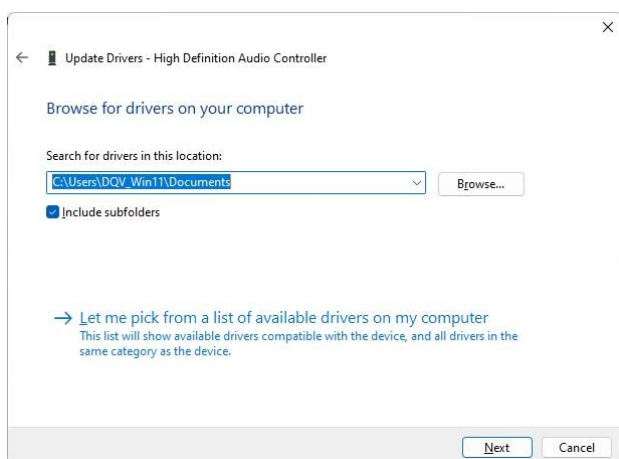 Update Drivers - High Definition Audio Controller
Browse for drivers on your computer
Search for drivers in this location:
C:\Users\DQV_Win11\Documents
Browse...
Include subfolders
Let me pick from a list of available drivers on my computer
This list will show available drivers compatible with the device, and all drivers in the
same category as the device.
Next
Cancel